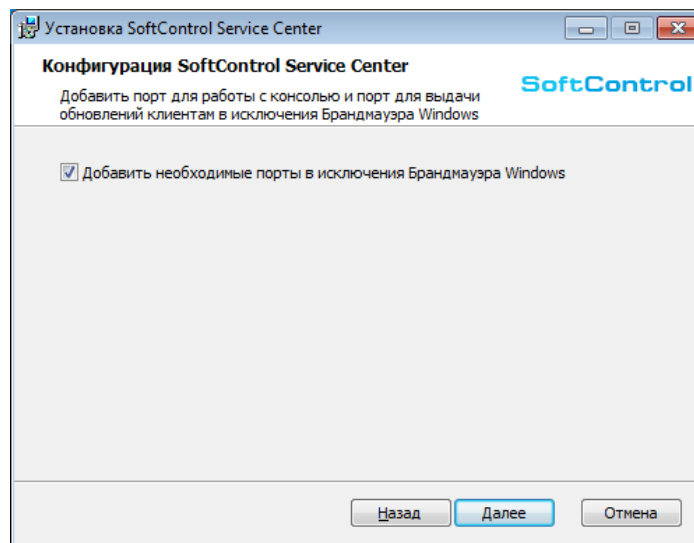 Установка SoftControl Service Center
Конфигурация SoftControl Service Center
SoftControl
Добавить порт для работы с консолью и порт для выдачи
обновлений клиентам в исключения Брандмауэра Windows
Добавить необходимые порты в исключения Брандмауэра Windows
Назад
Далее
Отмена